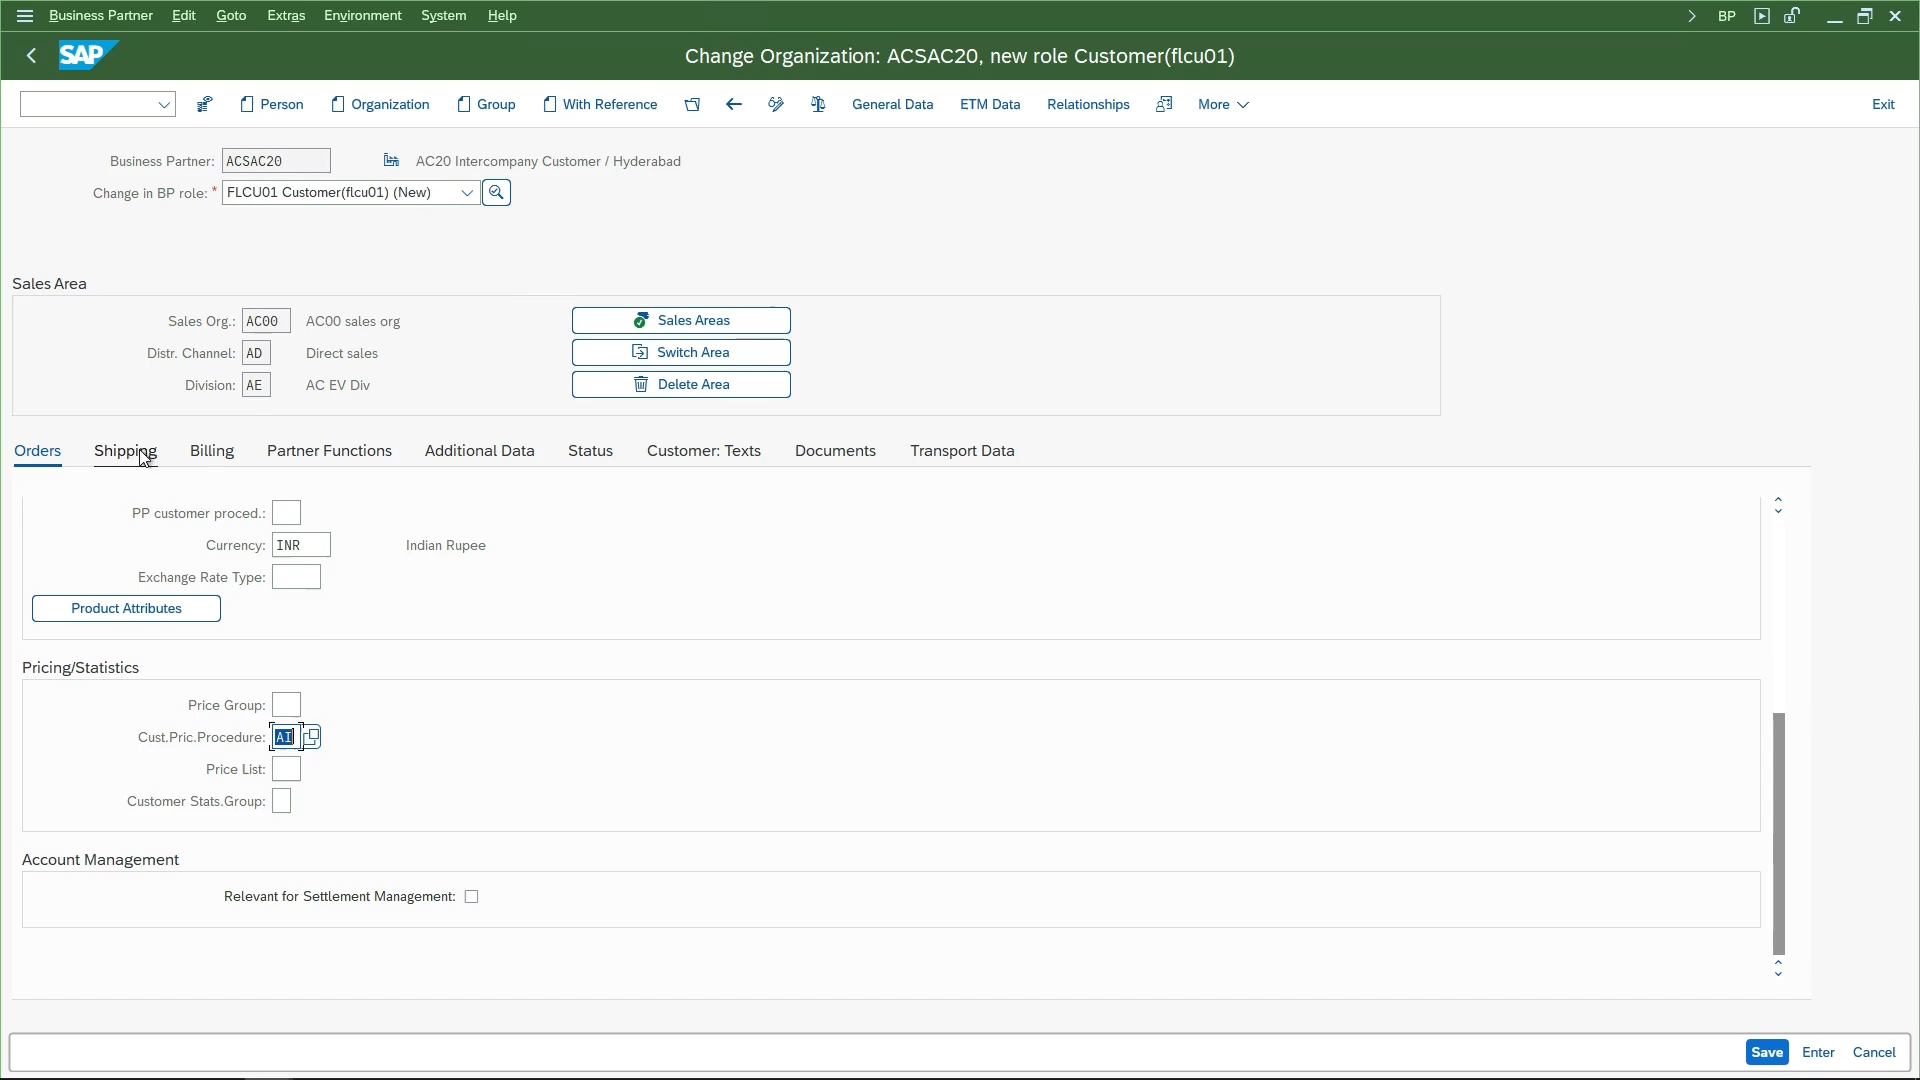 Business Partner Edit Goto Extras Environment System Help BP
SAP Change Organization: ACSAC20, new role Customer(flcu01)
Person Organization Group With Reference General Data ETM Data Relationships More Exit
Business Partner: ACSAC20 AC20 Intercompany Customer / Hyderabad
Change in BP role: * FLCU01 Customer(flcu01) (New)
Sales Area
Sales Org.: AC00 AC00 sales org Sales Areas
Distr. Channel: AD Direct sales Switch Area
Division: AE AC EV Div Delete Area
Orders Shipping Billing Partner Functions Additional Data Status Customer: Texts Documents Transport Data
PP customer proced.:
Currency: INR Indian Rupee
Exchange Rate Type:
Product Attributes
Pricing/Statistics
Price Group:
Cust.Pric.Procedure: AI
Price List:
Customer Stats.Group:
Account Management
Relevant for Settlement Management:
Save Enter Cancel